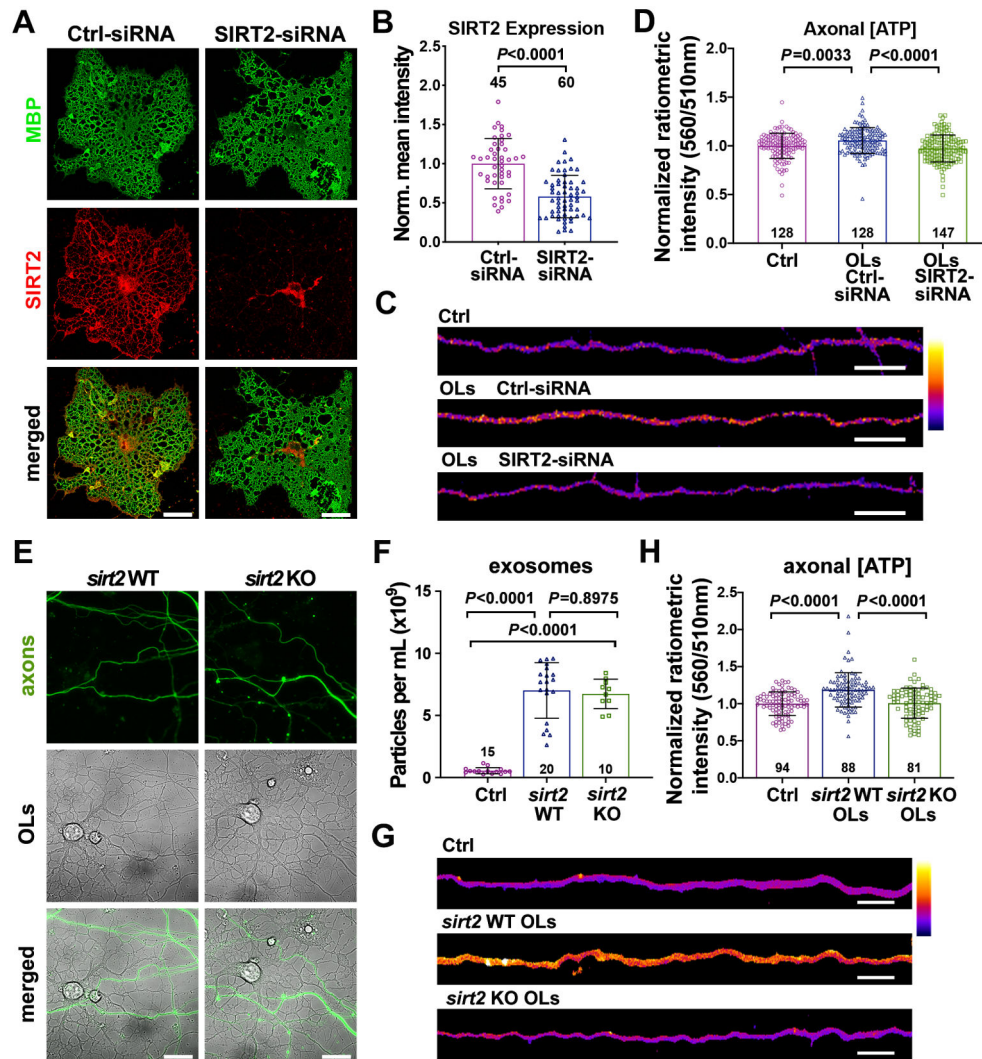 A
Ctrl-siRNA
SIRT2-siRNA
MBP
SIRT2
merged
B
SIRT2 Expression
P<0.0001
45
60
Norm. mean intensity
2.5
2.0
1.5
1.0
0.5
0.0
Ctrl-
siRNA
SIRT2-
siRNA
D
Axonal [ATP]
P=0.0033
P<0.0001
Normalized ratiometric
intensity (560/510nm)
2.0
1.5
1.0
0.5
0.0
128
128
147
Ctrl
OLs
Ctrl-
siRNA
OLs
SIRT2-
siRNA
C
Ctrl
OLs Ctrl-siRNA
OLs SIRT2-siRNA
E
sirt2 WT
sirt2 KO
axons
OLs
merged
F
exosomes
P<0.0001
P=0.8975
P<0.0001
Particles per mL (x10⁹)
15
10
5
0
15
20
10
Ctrl
sirt2
WT
sirt2
KO
H
axonal [ATP]
P<0.0001
P<0.0001
Normalized ratiometric
intensity (560/510nm)
2.5
2.0
1.5
1.0
0.5
0.0
94
88
81
Ctrl
sirt2 WT
OLs
sirt2 KO
OLs
G
Ctrl
sirt2 WT OLs
sirt2 KO OLs